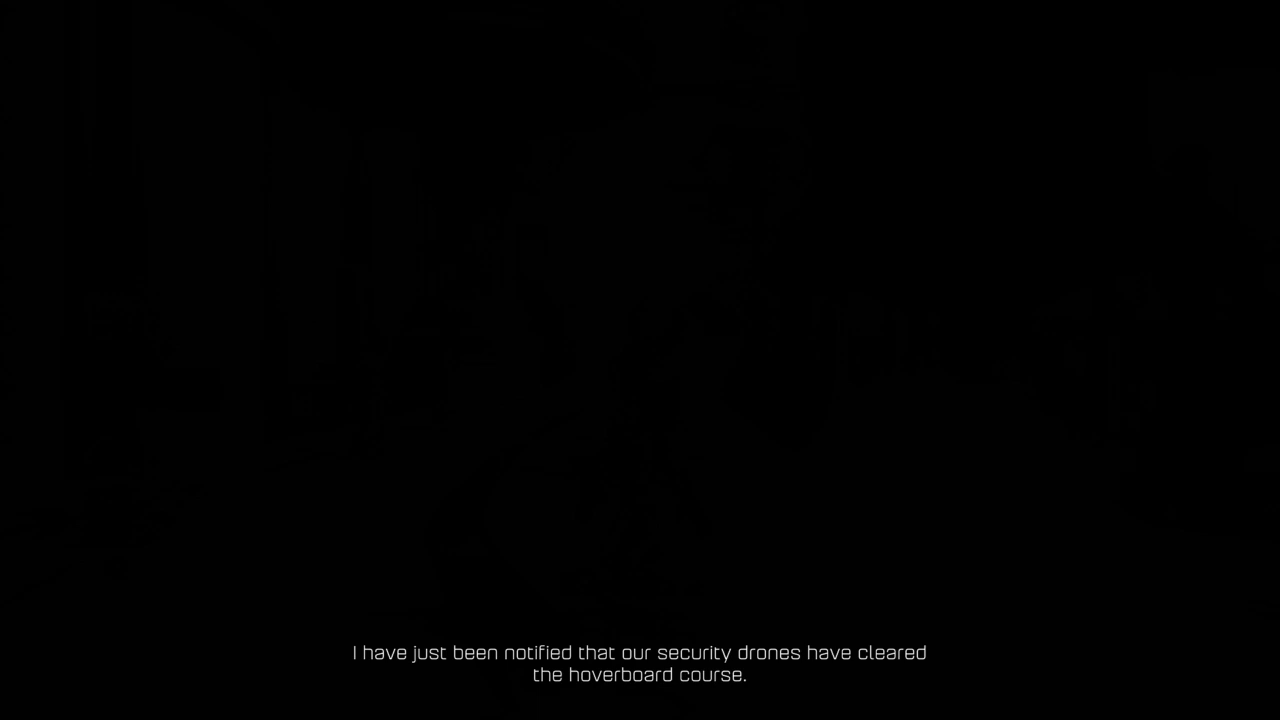 I have just been notified that our security drones have cleared
the hoverboard course.